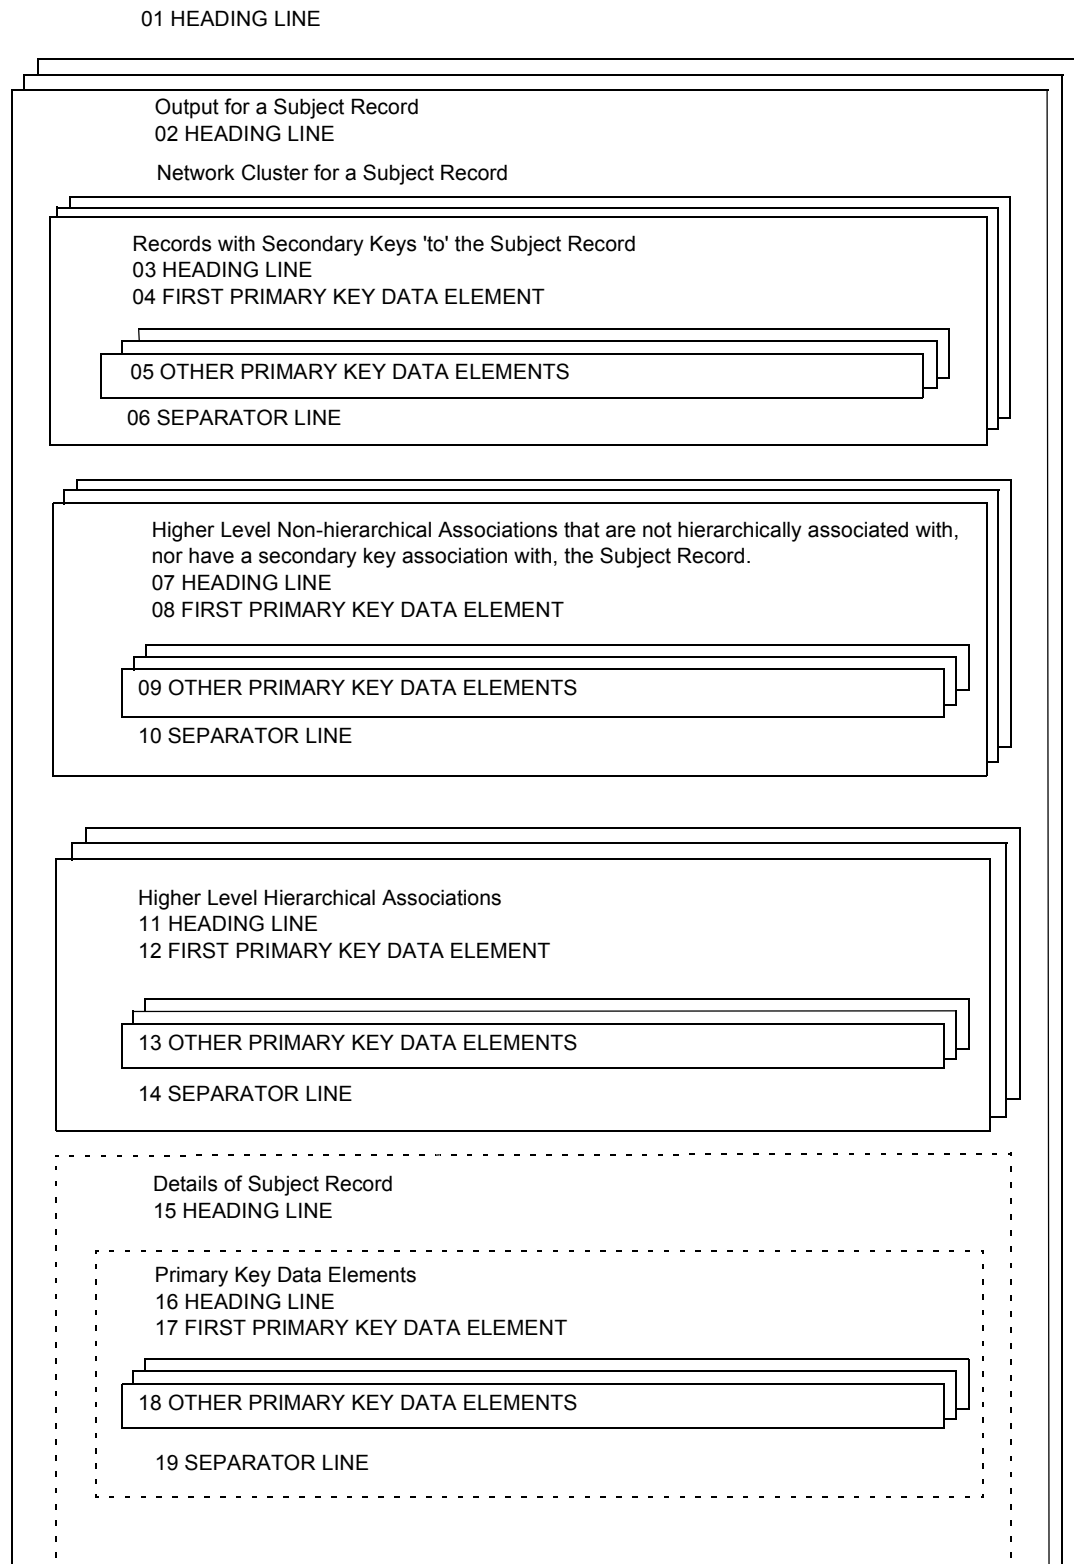 01 HEADING LINE
Output for a Subject Record
02 HEADING LINE
Network Cluster for a Subject Record
Records with Secondary Keys 'to' the Subject Record
03 HEADING LINE
04 FIRST PRIMARY KEY DATA ELEMENT
05 OTHER PRIMARY KEY DATA ELEMENTS
06 SEPARATOR LINE
Higher Level Non-hierarchical Associations that are not hierarchically associated with,
nor have a secondary key association with, the Subject Record.
07 HEADING LINE
08 FIRST PRIMARY KEY DATA ELEMENT
09 OTHER PRIMARY KEY DATA ELEMENTS
10 SEPARATOR LINE
Higher Level Hierarchical Associations
11 HEADING LINE
12 FIRST PRIMARY KEY DATA ELEMENT
13 OTHER PRIMARY KEY DATA ELEMENTS
14 SEPARATOR LINE
Details of Subject Record
15 HEADING LINE
Primary Key Data Elements
16 HEADING LINE
17 FIRST PRIMARY KEY DATA ELEMENT
18 OTHER PRIMARY KEY DATA ELEMENTS
19 SEPARATOR LINE